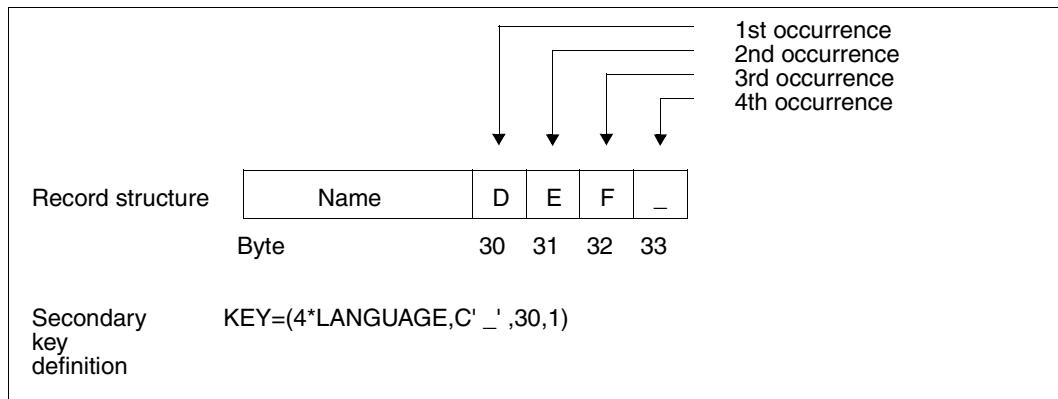 1st occurrence
2nd occurrence
3rd occurrence
4th occurrence
Record structure Name D E F _
Byte 30 31 32 33
Secondary KEY=(4*LANGUAGE,C' _' ,30,1)
key
definition